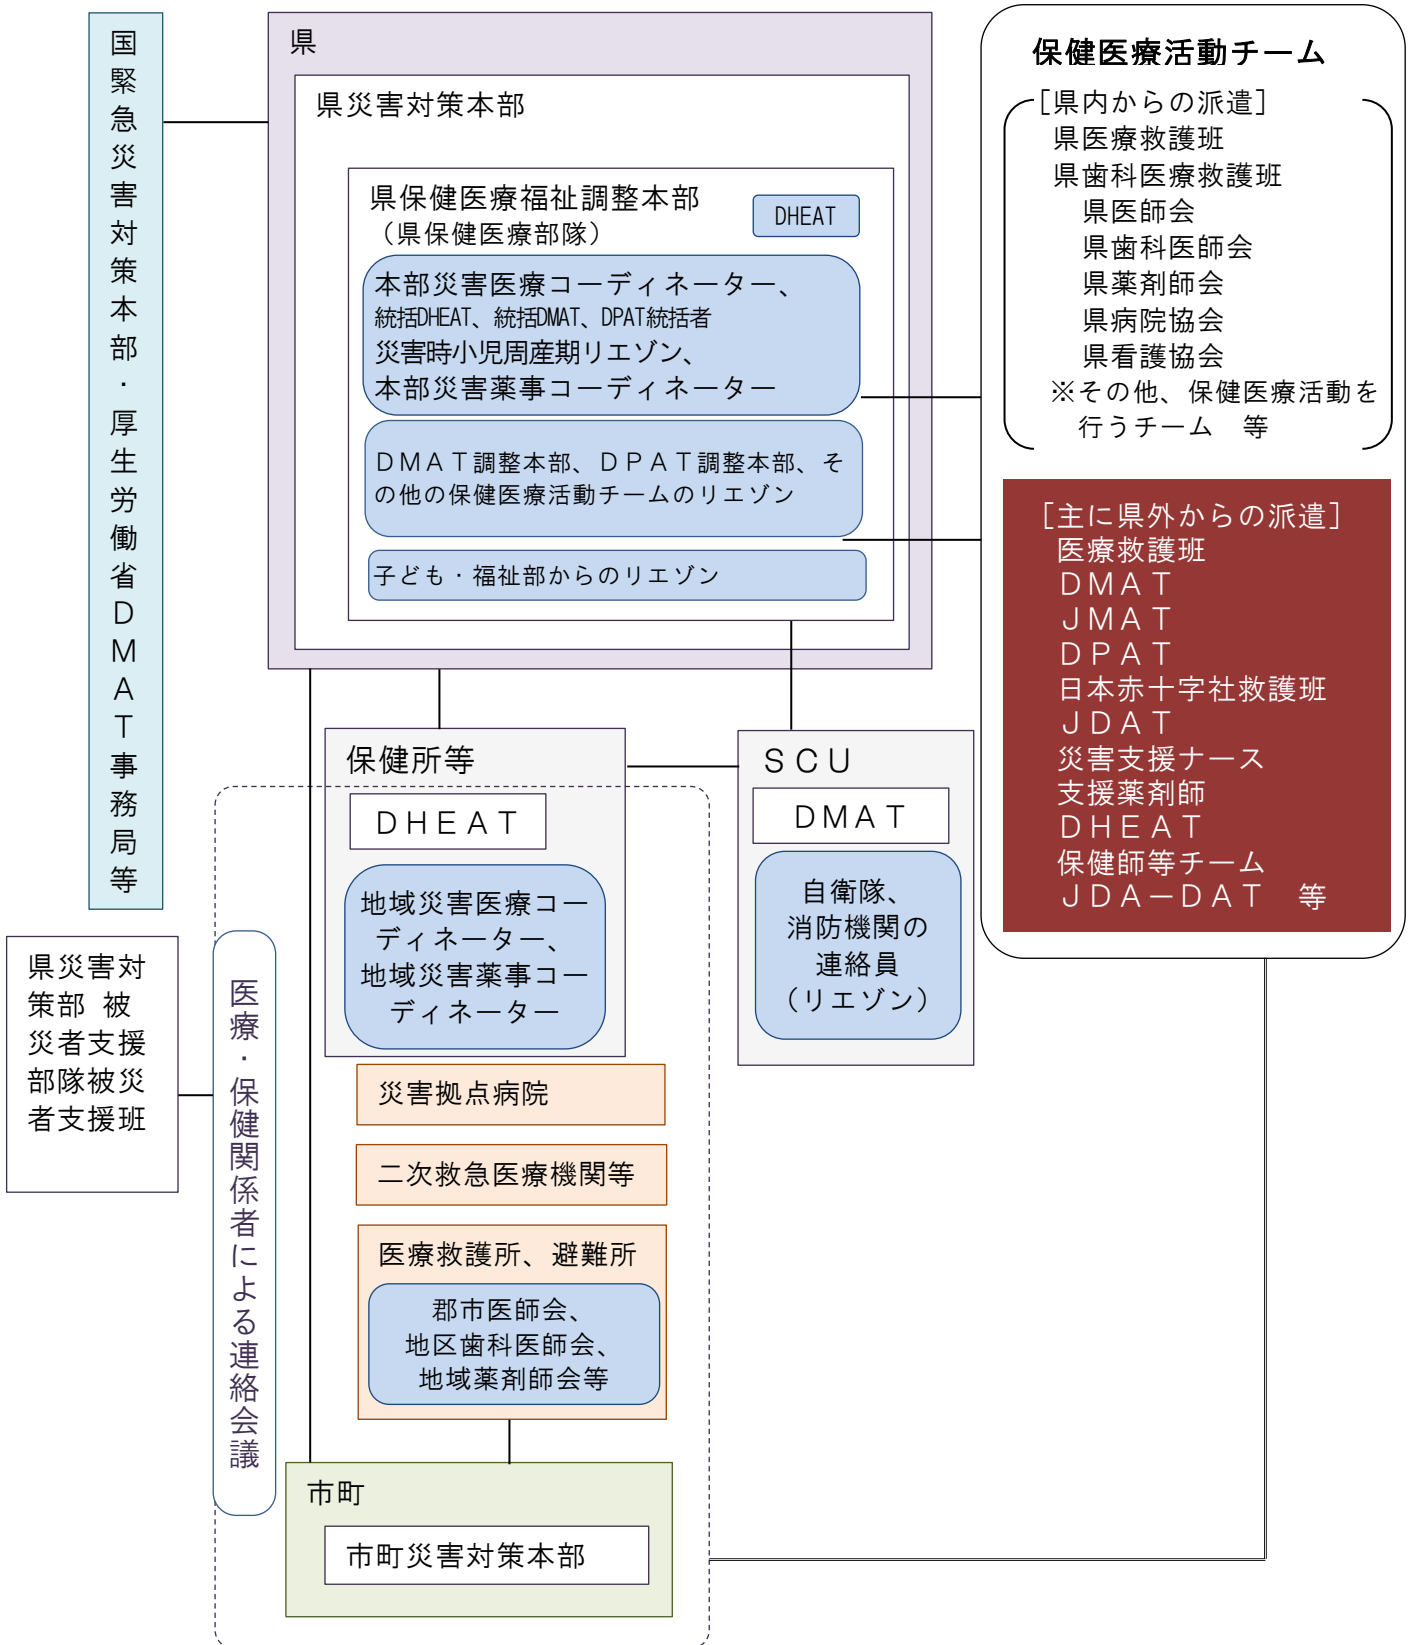 国緊急災害対策本部・厚生労働省ＤＭＡＴ事務局等
県
県災害対策本部
県保健医療福祉調整本部
（県保健医療部隊）
DHEAT
本部災害医療コーディネーター、
統括DHEAT、統括DMAT、DPAT統括者
災害時小児周産期リエゾン、
本部災害薬事コーディネーター
ＤＭＡＴ調整本部、ＤＰＡＴ調整本部、そ
の他の保健医療活動チームのリエゾン
子ども・福祉部からのリエゾン
保健医療活動チーム
［県内からの派遣］
県医療救護班
県歯科医療救護班
県医師会
県歯科医師会
県薬剤師会
県病院協会
県看護協会
※その他、保健医療活動を
行うチーム　等
［主に県外からの派遣］
医療救護班
ＤＭＡＴ
ＪＭＡＴ
ＤＰＡＴ
日本赤十字社救護班
ＪＤＡＴ
災害支援ナース
支援薬剤師
ＤＨＥＡＴ
保健師等チーム
ＪＤＡ－ＤＡＴ　等
保健所等
ＤＨＥＡＴ
地域災害医療コー
ディネーター、
地域災害薬事コー
ディネーター
ＳＣＵ
ＤＭＡＴ
自衛隊、
消防機関の
連絡員
（リエゾン）
県災害対
策部 被
災者支援
部隊被災
者支援班
医療・保健関係者による連絡会議
災害拠点病院
二次救急医療機関等
医療救護所、避難所
郡市医師会、
地区歯科医師会、
地域薬剤師会等
市町
市町災害対策本部